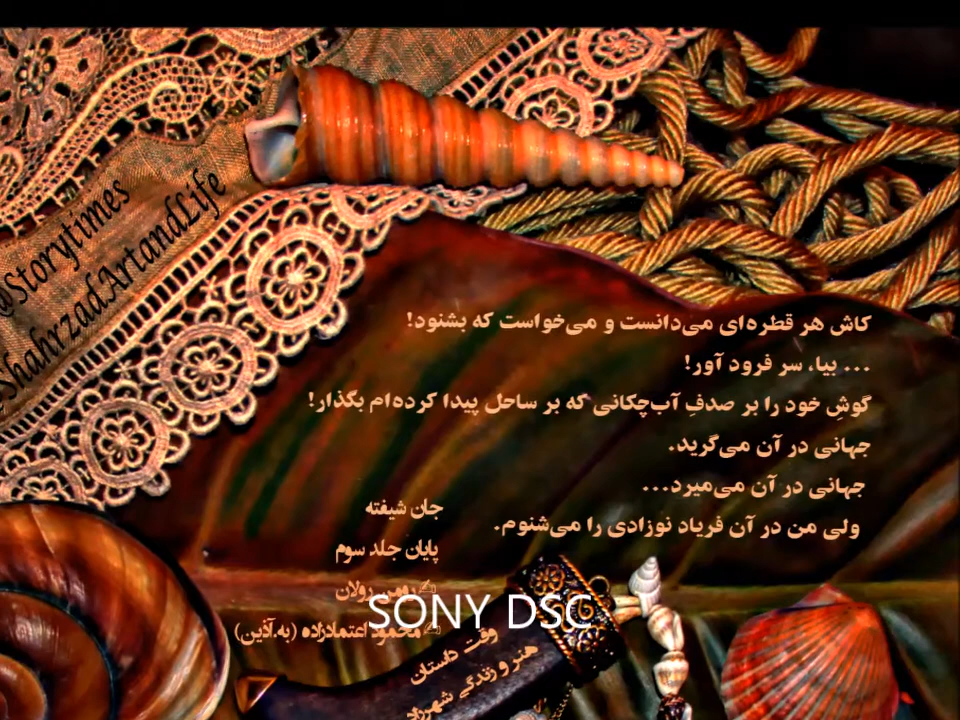 @Storytimes
ShahrzadArtandLife
کاش هر قطره‌ای می‌دانست و می‌خواست که بشنود!
... بیا، سر فرود آور!
گوشِ خود را بر صدفِ آب‌چکانی که بر ساحل پیدا کرده‌ام بگذار!
جهانی در آن می‌گرید.
جهانی در آن می‌میرد...
ولی من در آن فریاد نوزادی را می‌شنوم.
جان شیفته
پایان جلد سوم
✍رومن رولان
✍محمود اعتمادزاده (به.آذین)
SONY DSC
وقت داستان
هنر و زندگی شهرزاد